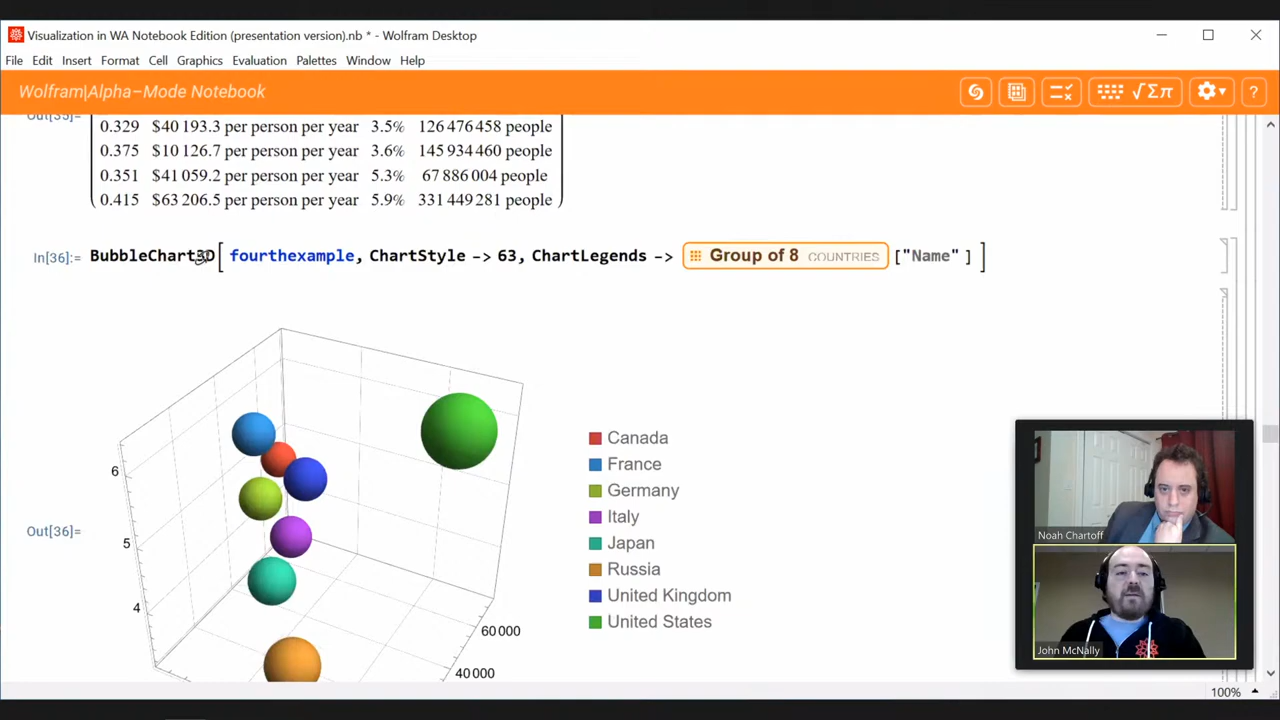 Visualization in WA Notebook Edition (presentation version).nb * - Wolfram Desktop
File Edit Insert Format Cell Graphics Evaluation Palettes Window Help
Wolfram|Alpha-Mode Notebook
√Σπ ?
Out[35]=
0.329 $40 193.3 per person per year 3.5% 126 476 458 people
0.375 $10 126.7 per person per year 3.6% 145 934 460 people
0.351 $41 059.2 per person per year 5.3% 67 886 004 people
0.415 $63 206.5 per person per year 5.9% 331 449 281 people
In[36]:= BubbleChart3D[ fourthexample, ChartStyle -> 63, ChartLegends -> Group of 8 COUNTRIES ["Name" ] ]
Out[36]=
6
5
4
60 000
40 000
Canada
France
Germany
Italy
Japan
Russia
United Kingdom
United States
Noah Chartoff
John McNally
100%